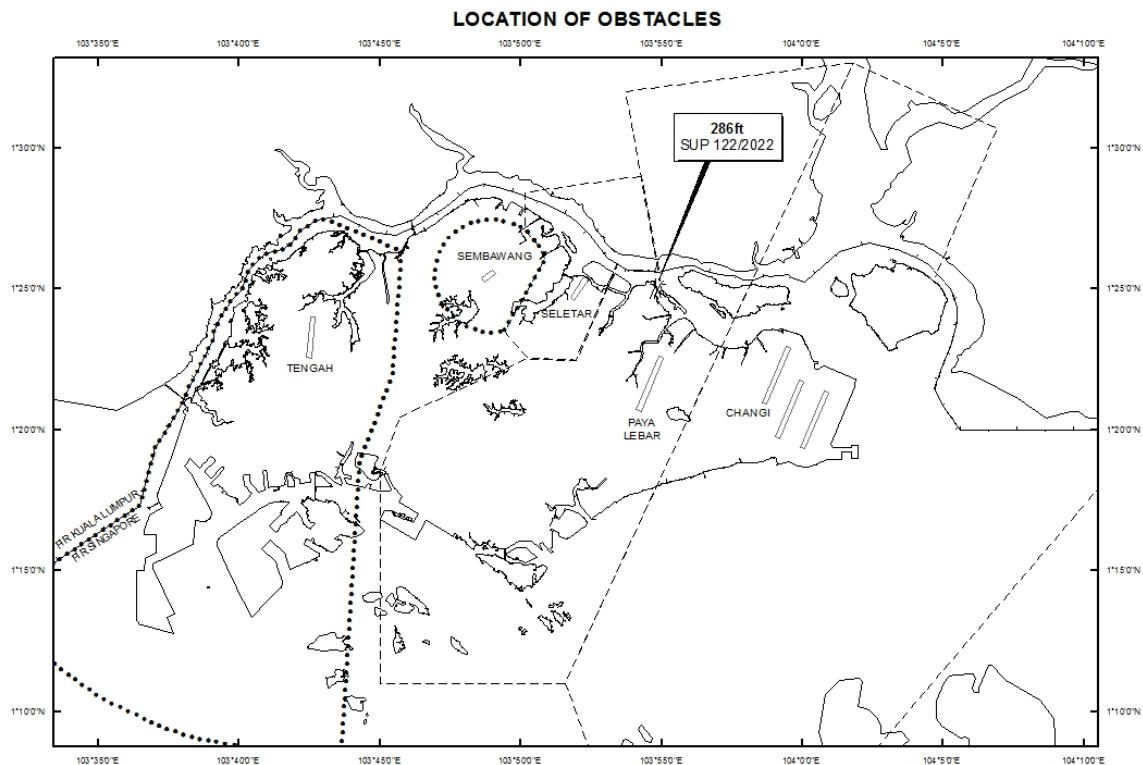 LOCATION OF OBSTACLES
103°35'0"E 103°40'0"E 103°45'0"E 103°50'0"E 103°55'0"E 104°0'0"E 104°5'0"E 104°10'0"E
286ft
SUP 122/2022
1°30'0"N 1°30'0"N
SEMBAWANG
1°25'0"N 1°25'0"N
SELETAR
TENGAH
CHANGI
PAYA
LEBAR
1°20'0"N 1°20'0"N
FIR KUALA LUMPUR
FIR SINGAPORE
1°15'0"N 1°15'0"N
1°10'0"N 1°10'0"N
103°35'0"E 103°40'0"E 103°45'0"E 103°50'0"E 103°55'0"E 104°0'0"E 104°5'0"E 104°10'0"E